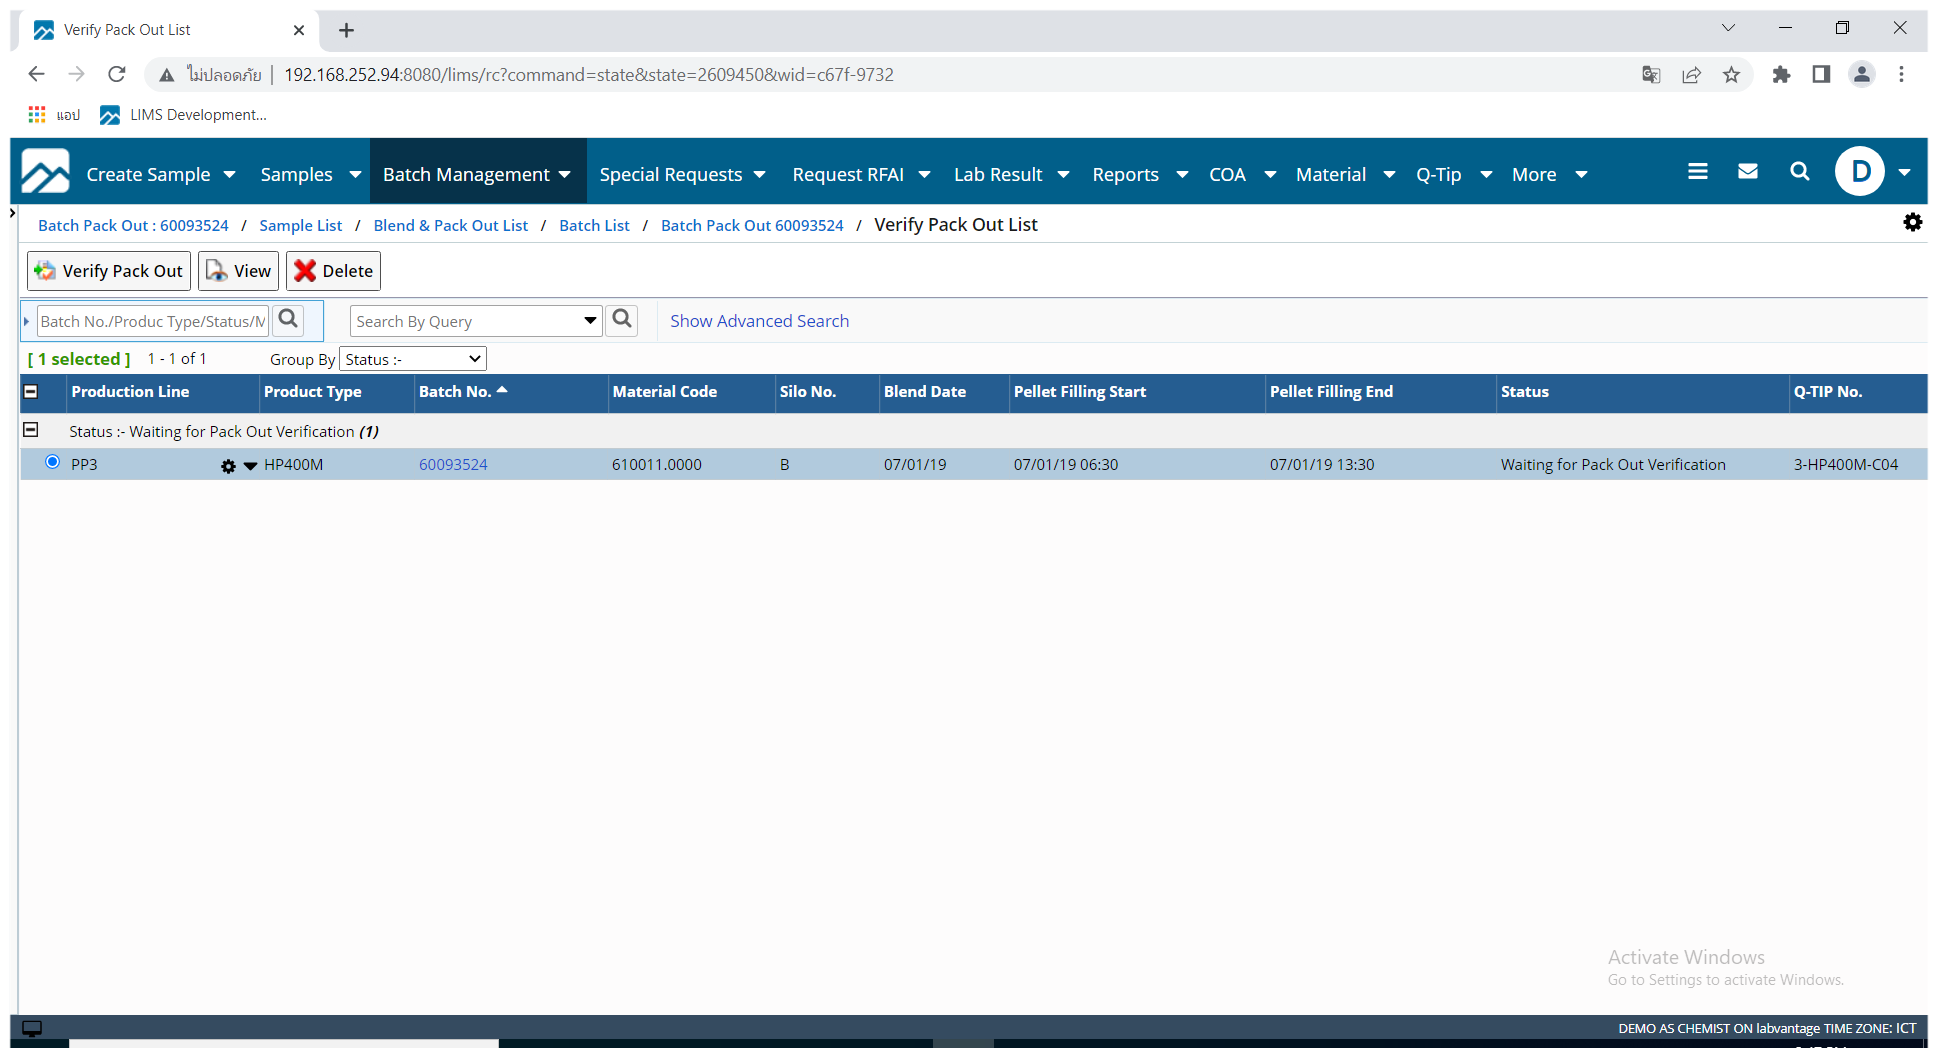 Verify Pack Out List
ไม่ปลอดภัย 192.168.252.94:8080/lims/rc?command=state&state=2609450&wid=c67f-9732
แอป LIMS Development...
Create Sample Samples Batch Management Special Requests Request RFAI Lab Result Reports COA Material Q-Tip More D
Batch Pack Out : 60093524 / Sample List / Blend & Pack Out List / Batch List / Batch Pack Out 60093524 / Verify Pack Out List
Verify Pack Out View Delete
Batch No./Produc Type/Status/M Search By Query Show Advanced Search
[ 1 selected ] 1 - 1 of 1 Group By Status :-
Production Line Product Type Batch No. Material Code Silo No. Blend Date Pellet Filling Start Pellet Filling End Status Q-TIP No.
Status :- Waiting for Pack Out Verification (1)
PP3 HP400M 60093524 610011.0000 B 07/01/19 07/01/19 06:30 07/01/19 13:30 Waiting for Pack Out Verification 3-HP400M-C04
Activate Windows
Go to Settings to activate Windows.
DEMO AS CHEMIST ON labvantage TIME ZONE: ICT